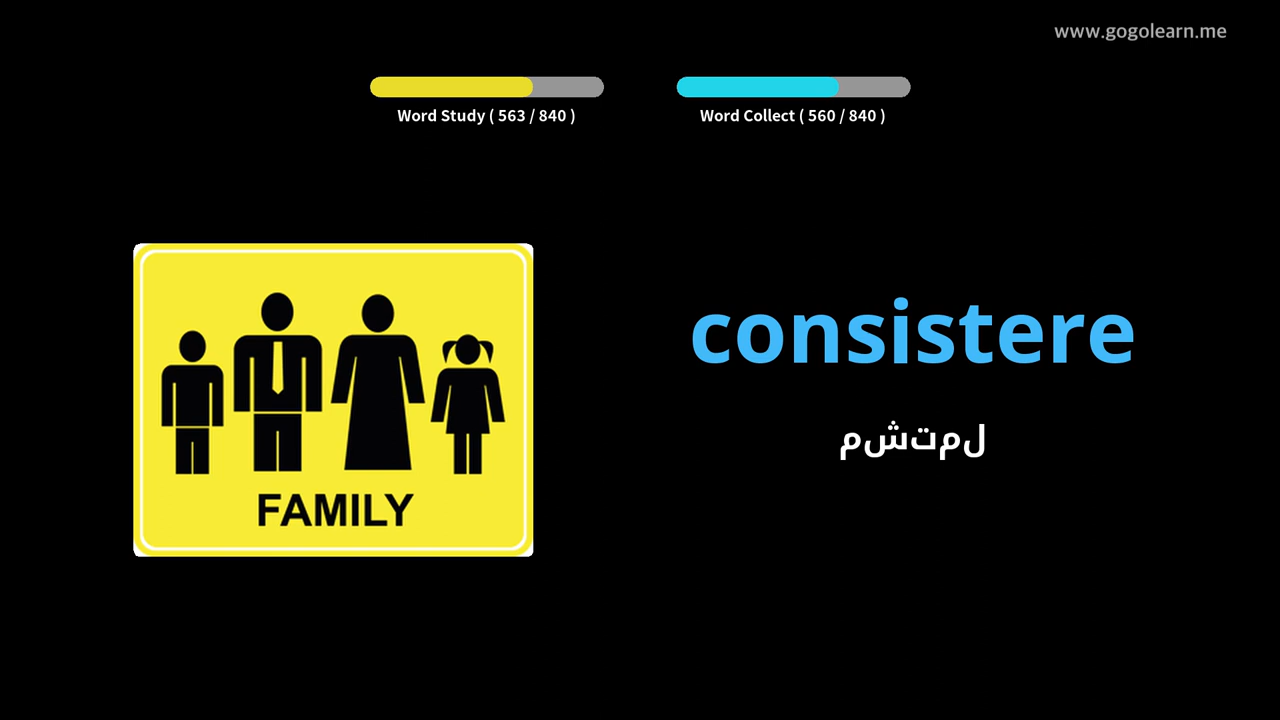 www.gogolearn.me
Word Study ( 563 / 840 )
Word Collect ( 560 / 840 )
FAMILY
consistere
مشتمل